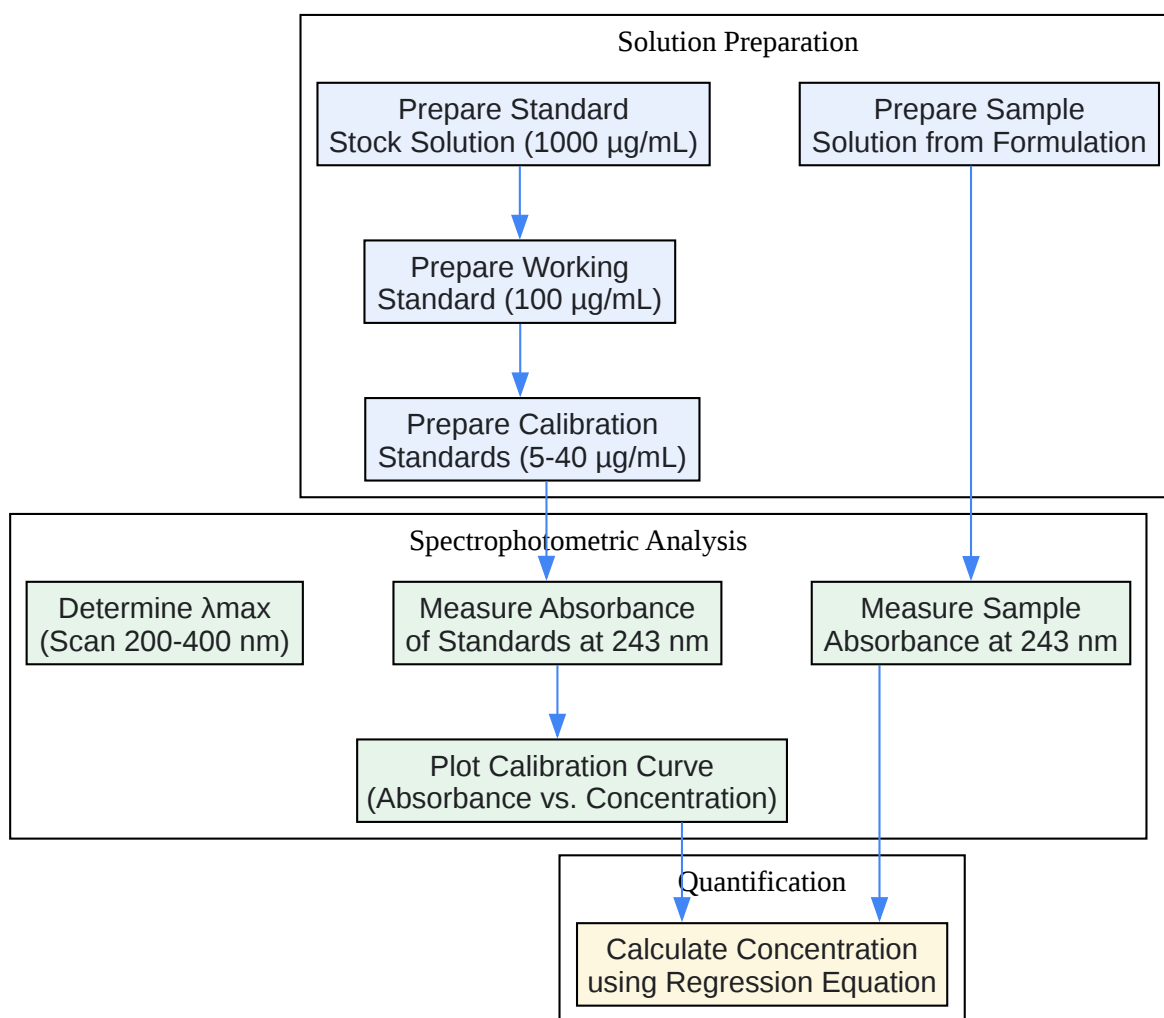 Solution Preparation
Prepare Standard
Stock Solution (1000 µg/mL)
Prepare Sample
Solution from Formulation
Prepare Working
Standard (100 µg/mL)
Prepare Calibration
Standards (5-40 µg/mL)
Spectrophotometric Analysis
Determine λmax
(Scan 200-400 nm)
Measure Absorbance
of Standards at 243 nm
Measure Sample
Absorbance at 243 nm
Plot Calibration Curve
(Absorbance vs. Concentration)
Quantification
Calculate Concentration
using Regression Equation